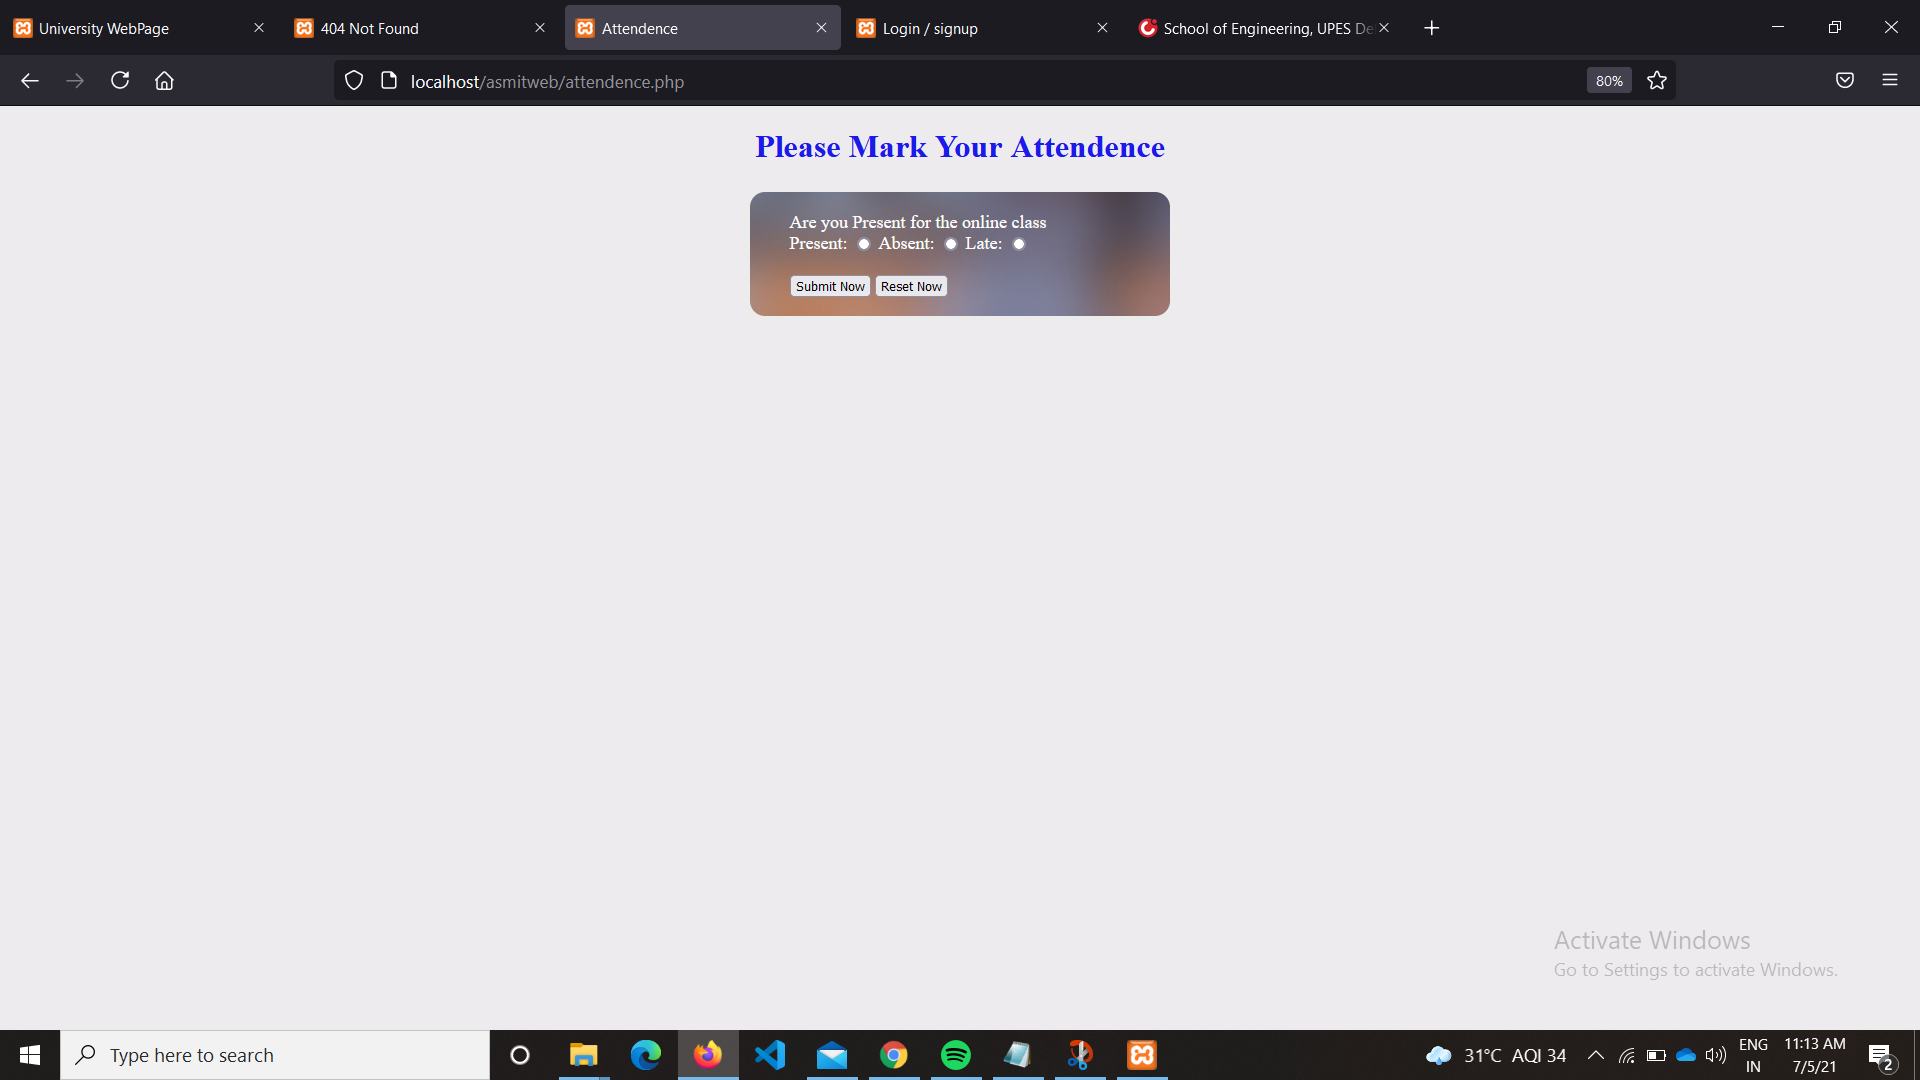 University WebPage
404 Not Found
Attendence
Login / signup
School of Engineering, UPES De
localhost/asmitweb/attendence.php
80%
Please Mark Your Attendence
Are you Present for the online class
Present: Absent: Late:
Submit Now Reset Now
Activate Windows
Go to Settings to activate Windows.
Type here to search
31°C AQI 34
ENG
IN
11:13 AM
7/5/21
2